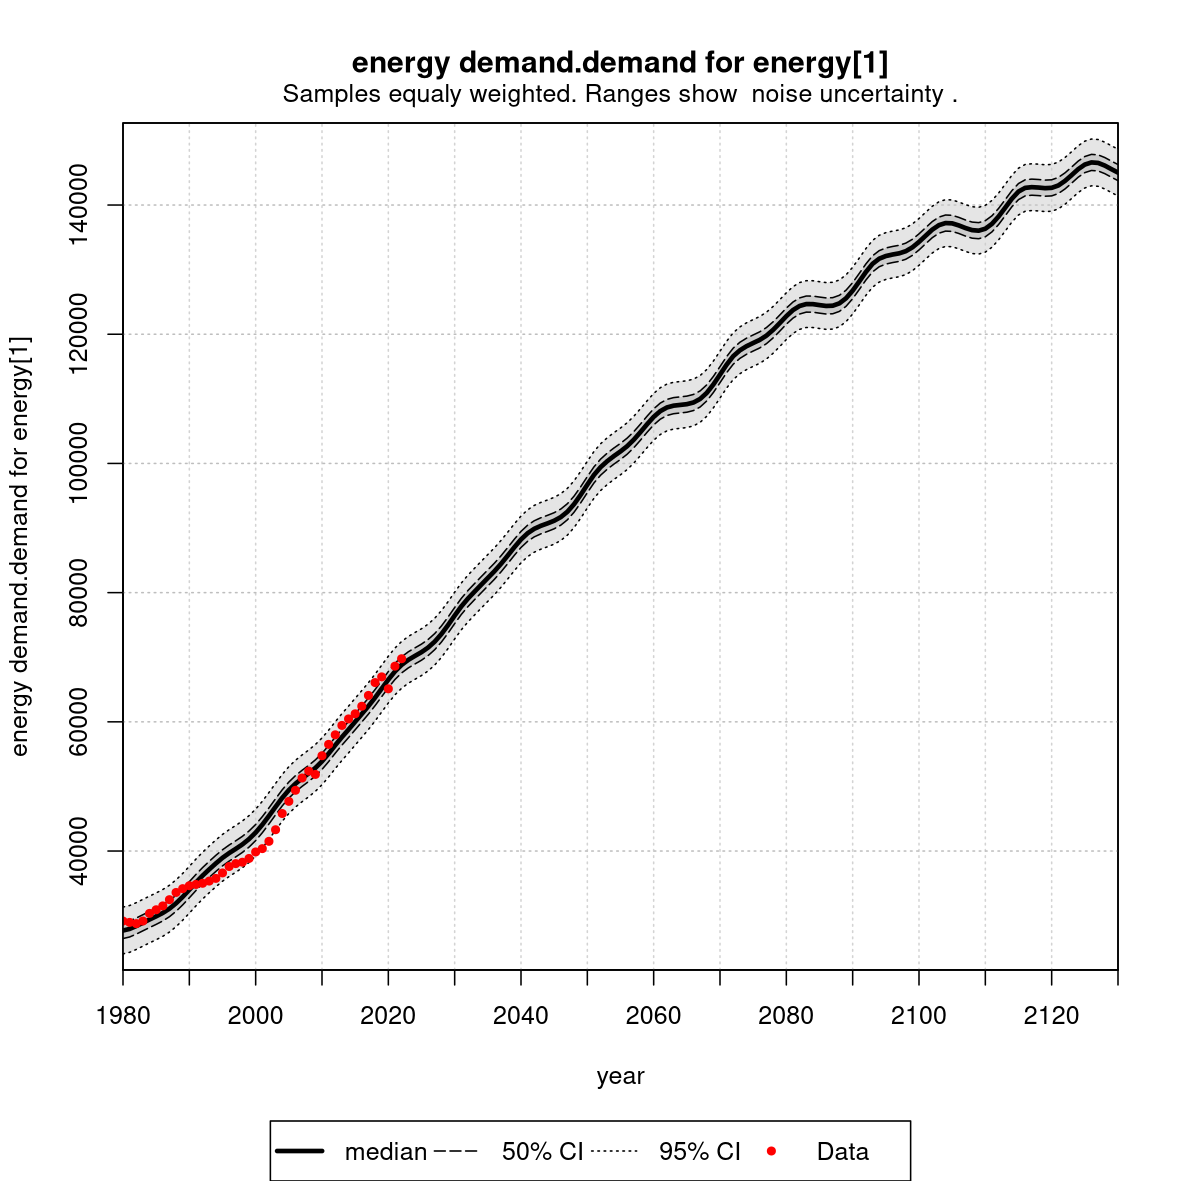 energy demand.demand for energy[1]
Samples equaly weighted. Ranges show  noise uncertainty .
energy demand.demand for energy[1]
140000
120000
100000
80000
60000
40000
1980 2000 2020 2040 2060 2080 2100 2120
year
median 50% CI 95% CI Data